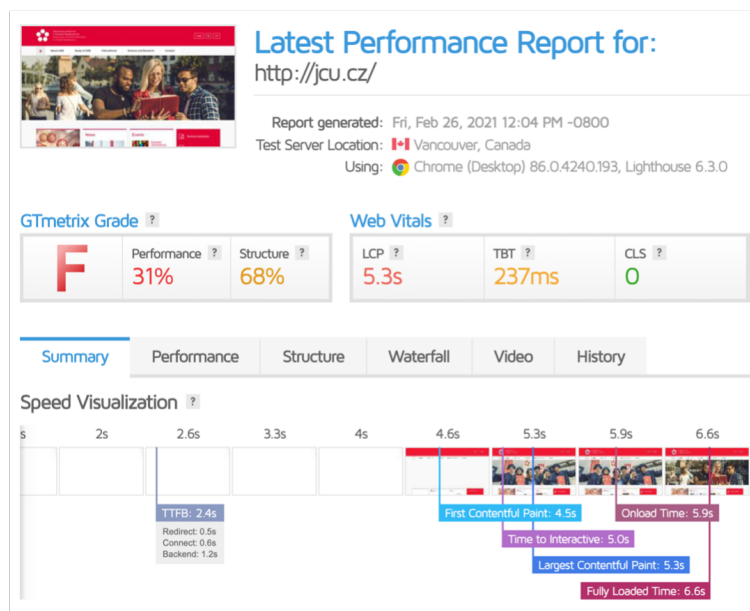 Latest Performance Report for:
http://jcu.cz/
Report generated: Fri, Feb 26, 2021 12:04 PM -0800
Test Server Location: Vancouver, Canada
Using: Chrome (Desktop) 86.0.4240.193, Lighthouse 6.3.0
GTmetrix Grade ?
Web Vitals ?
F
Performance ?
31%
Structure ?
68%
LCP ?
5.3s
TBT ?
237ms
CLS ?
0
Summary Performance Structure Waterfall Video History
Speed Visualization ?
s 2s 2.6s 3.3s 4s 4.6s 5.3s 5.9s 6.6s
TTFB: 2.4s
Redirect: 0.5s
Connect: 0.6s
Backend: 1.2s
First Contentful Paint: 4.5s
Onload Time: 5.9s
Time to Interactive: 5.0s
Largest Contentful Paint: 5.3s
Fully Loaded Time: 6.6s